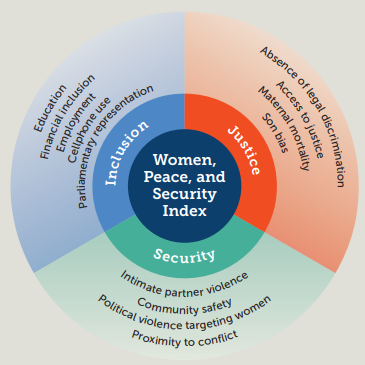 Women,
Peace, and
Security
Index
Inclusion
Education
Financial inclusion
Employment
Cellphone use
Parliamentary representation
Justice
Absence of legal discrimination
Access to justice
Maternal mortality
Son bias
Security
Intimate partner violence
Community safety
Political violence targeting women
Proximity to conflict